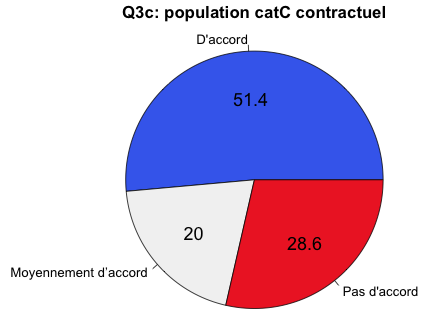 Q3c: population catC contractuel
D'accord
51.4
20
28.6
Moyennement d’accord
Pas d'accord